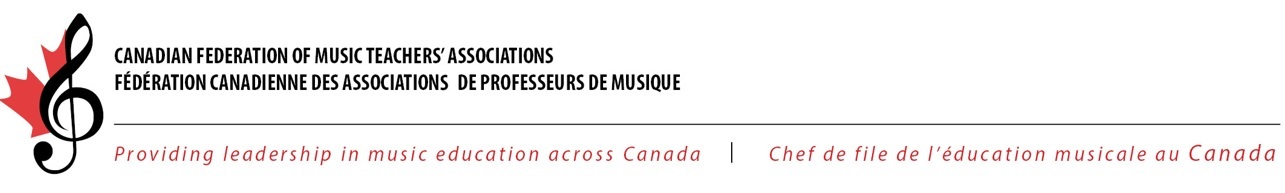 CANADIAN FEDERATION OF MUSIC TEACHERS' ASSOCIATIONS
FÉDÉRATION CANADIENNE DES ASSOCIATIONS DE PROFESSEURS DE MUSIQUE
Providing leadership in music education across Canada | Chef de file de l'éducation musicale au Canada